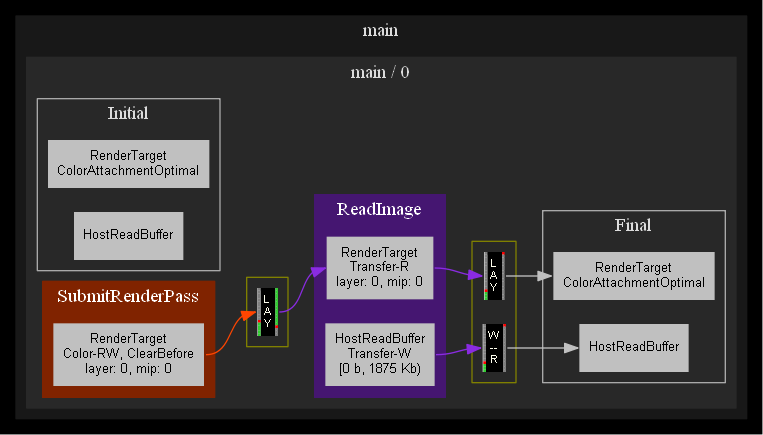 main
main / 0
Initial
RenderTarget
ColorAttachmentOptimal
HostReadBuffer
SubmitRenderPass
RenderTarget
Color-RW, ClearBefore
layer: 0, mip: 0
L
A
Y
ReadImage
RenderTarget
Transfer-R
layer: 0, mip: 0
HostReadBuffer
Transfer-W
[0 b, 1875 Kb)
L
A
Y
W
--
R
Final
RenderTarget
ColorAttachmentOptimal
HostReadBuffer